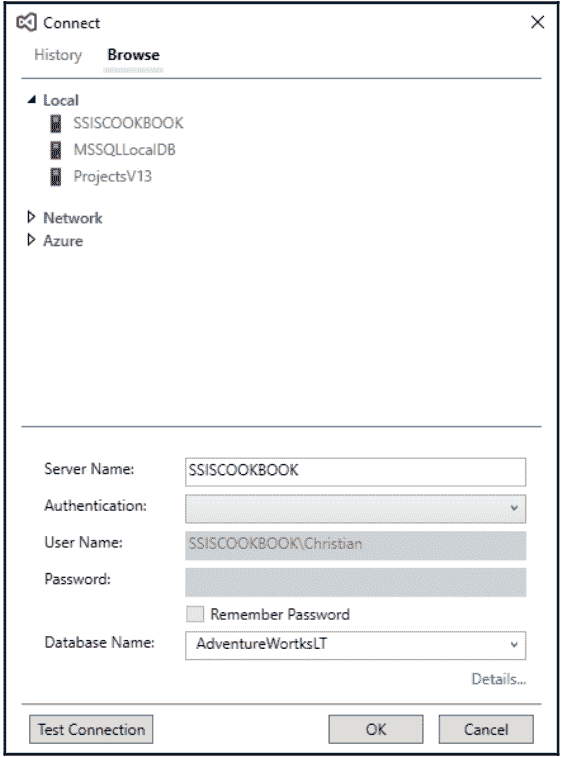 Connect
History Browse
Local
SSISCOOKBOOK
MSSQLLocalDB
ProjectsV13
Network
Azure
Server Name: SSISCOOKBOOK
Authentication:
User Name: SSISCOOKBOOK\Christian
Password:
Remember Password
Database Name: AdventureWortksLT
Details...
Test Connection OK Cancel